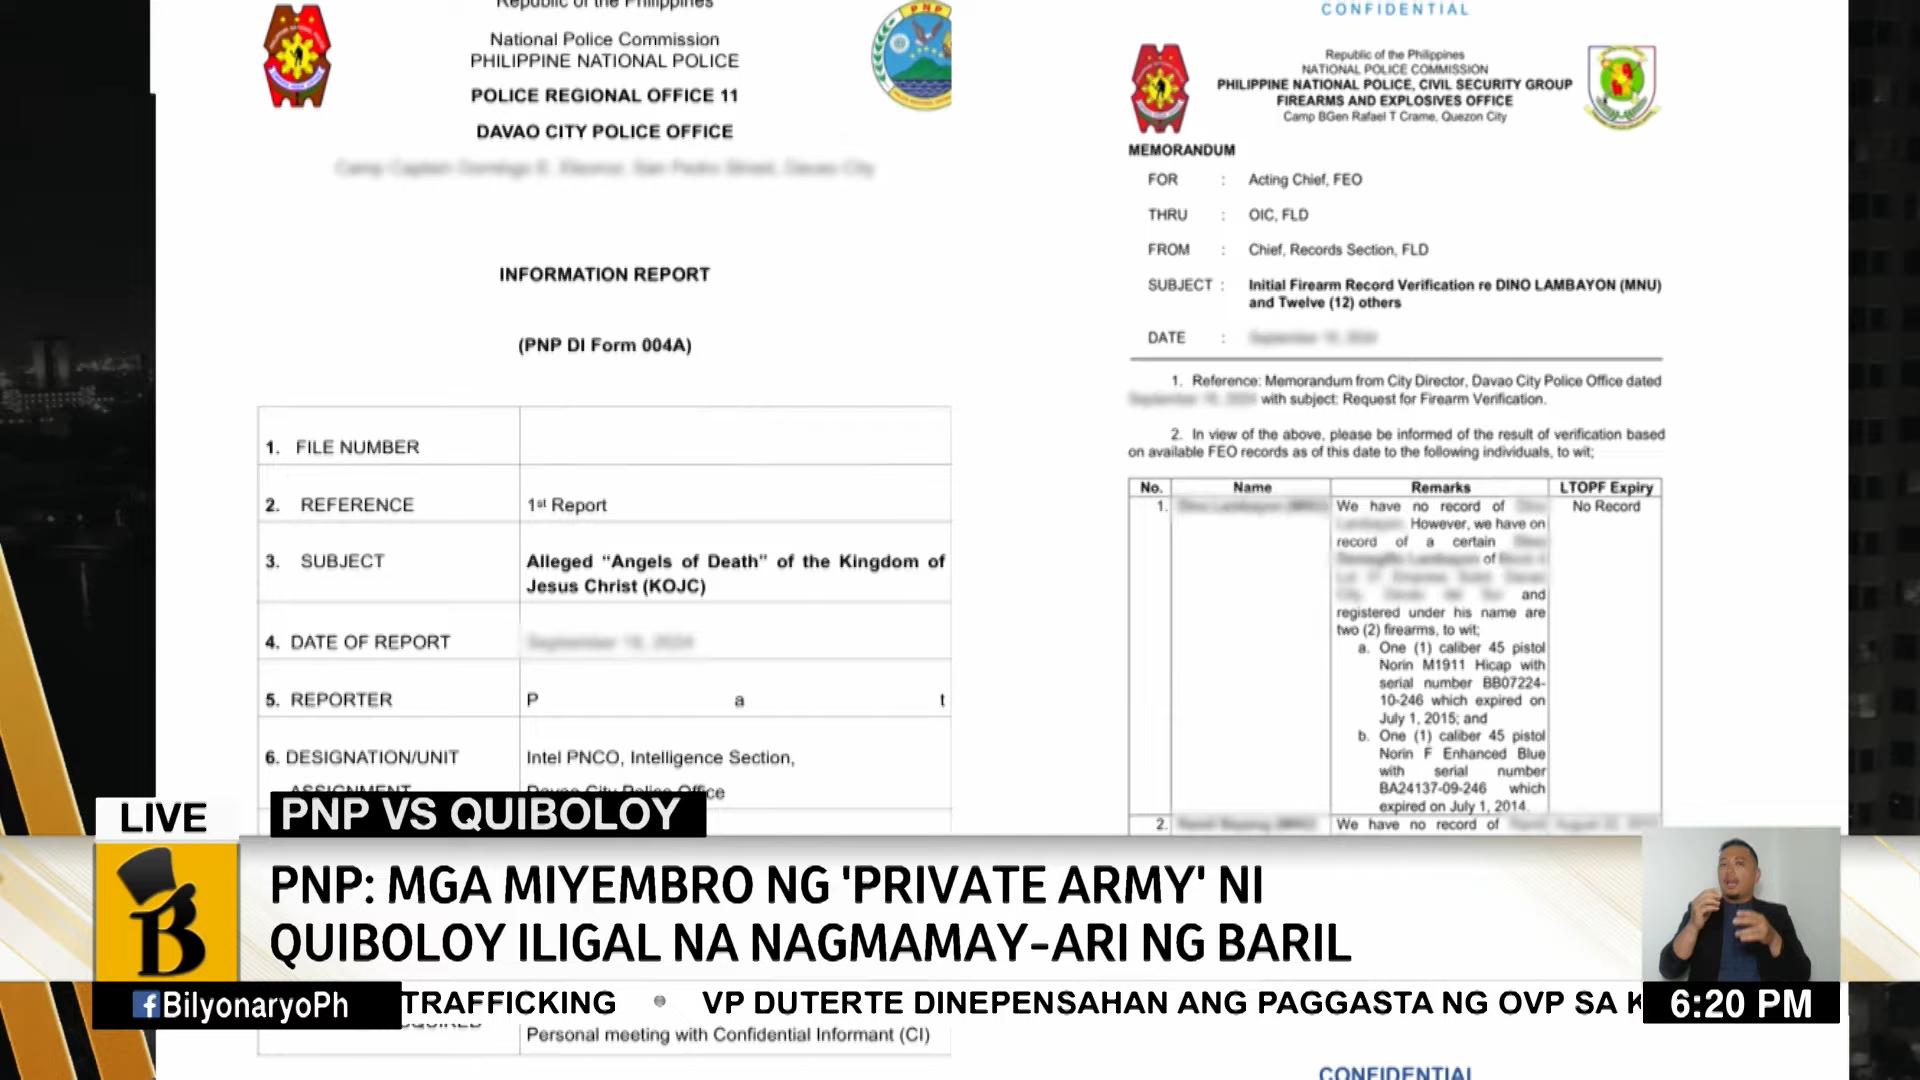 Republic of the Philippines
National Police Commission
PHILIPPINE NATIONAL POLICE
POLICE REGIONAL OFFICE 11
DAVAO CITY POLICE OFFICE
INFORMATION REPORT
(PNP DI Form 004A)
1. FILE NUMBER
2. REFERENCE
1st Report
3. SUBJECT
Alleged “Angels of Death” of the Kingdom of
Jesus Christ (KOJC)
4. DATE OF REPORT
5. REPORTER
P a t
6. DESIGNATION/UNIT
ASSIGNMENT
Intel PNCO, Intelligence Section,
Davao City Police Office
Personal meeting with Confidential Informant (CI)
CONFIDENTIAL
Republic of the Philippines
NATIONAL POLICE COMMISSION
PHILIPPINE NATIONAL POLICE, CIVIL SECURITY GROUP
FIREARMS AND EXPLOSIVES OFFICE
Camp BGen Rafael T Crame, Quezon City
MEMORANDUM
FOR : Acting Chief, FEO
THRU : OIC, FLD
FROM : Chief, Records Section, FLD
SUBJECT : Initial Firearm Record Verification re DINO LAMBAYON (MNU)
and Twelve (12) others
DATE :
1. Reference: Memorandum from City Director, Davao City Police Office dated
with subject: Request for Firearm Verification.
2. In view of the above, please be informed of the result of verification based
on available FEO records as of this date to the following individuals, to wit;
No. Name Remarks LTOPF Expiry
1. We have no record of
However, we have on
record of a certain
of
and
registered under his name are
two (2) firearms, to wit;
a. One (1) caliber 45 pistol
Norin M1911 Hicap with
serial number BB07224-
10-246 which expired on
July 1, 2015; and
b. One (1) caliber 45 pistol
Norin F Enhanced Blue
with serial number
BA24137-09-246 which
expired on July 1, 2014.
No Record
2. We have no record of
CONFIDENTIAL
LIVE
PNP VS QUIBOLOY
B
PNP: MGA MIYEMBRO NG 'PRIVATE ARMY' NI
QUIBOLOY ILIGAL NA NAGMAMAY-ARI NG BARIL
BilyonaryoPh
TRAFFICKING • VP DUTERTE DINEPENSAHAN ANG PAGGASTA NG OVP SA
6:20 PM